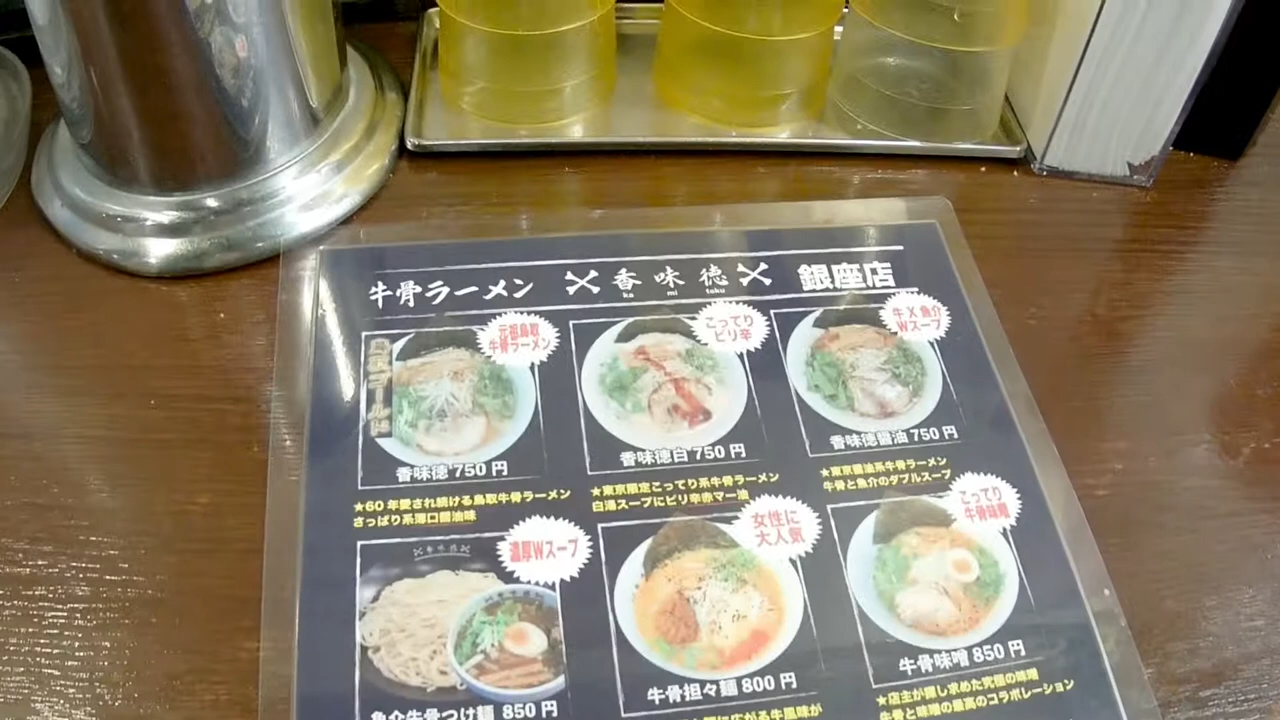 牛骨ラーメン 香味徳 銀座店
ka mi toku
元祖鳥取
牛骨ラーメン
香味徳 750円
★60年愛され続ける鳥取牛骨ラーメン
さっぱり系薄口醤油味
こってり
ピリ辛
香味徳白 750円
★東京限定こってり系牛骨ラーメン
白湯スープにピリ辛赤マー油
牛X魚介
Wスープ
香味徳醤油 750円
★東京醤油系牛骨ラーメン
牛骨と魚介のダブルスープ
濃厚Wスープ
魚介牛骨つけ麺 850円
女性に
大人気
牛骨担々麺 800円
に広がる牛風味が
こってり
牛骨味噌
牛骨味噌 850円
★店主が探し求めた究極の味噌
牛骨と味噌の最高のコラボレーション